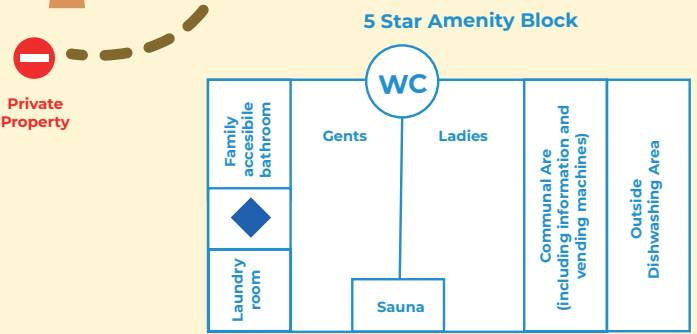 5 Star Amenity Block
WC
Private
Property
Family
accesibile
bathroom
Gents
Ladies
Communal Are
(including information and
vending machines)
Outside
Dishwashing Area
Laundry
room
Sauna